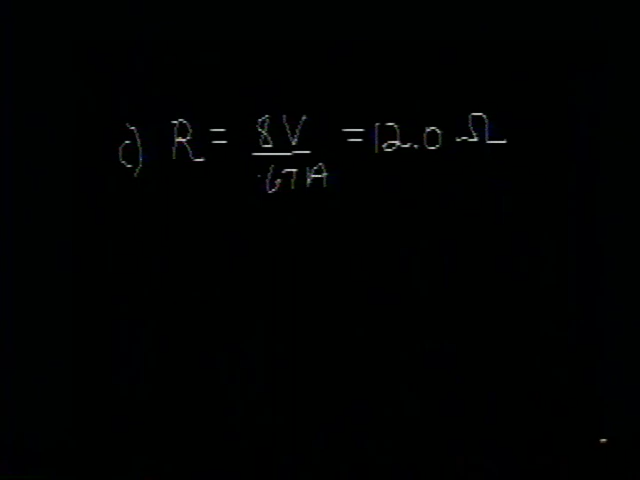 c) R = 8V / .67A = 12.0 Ω